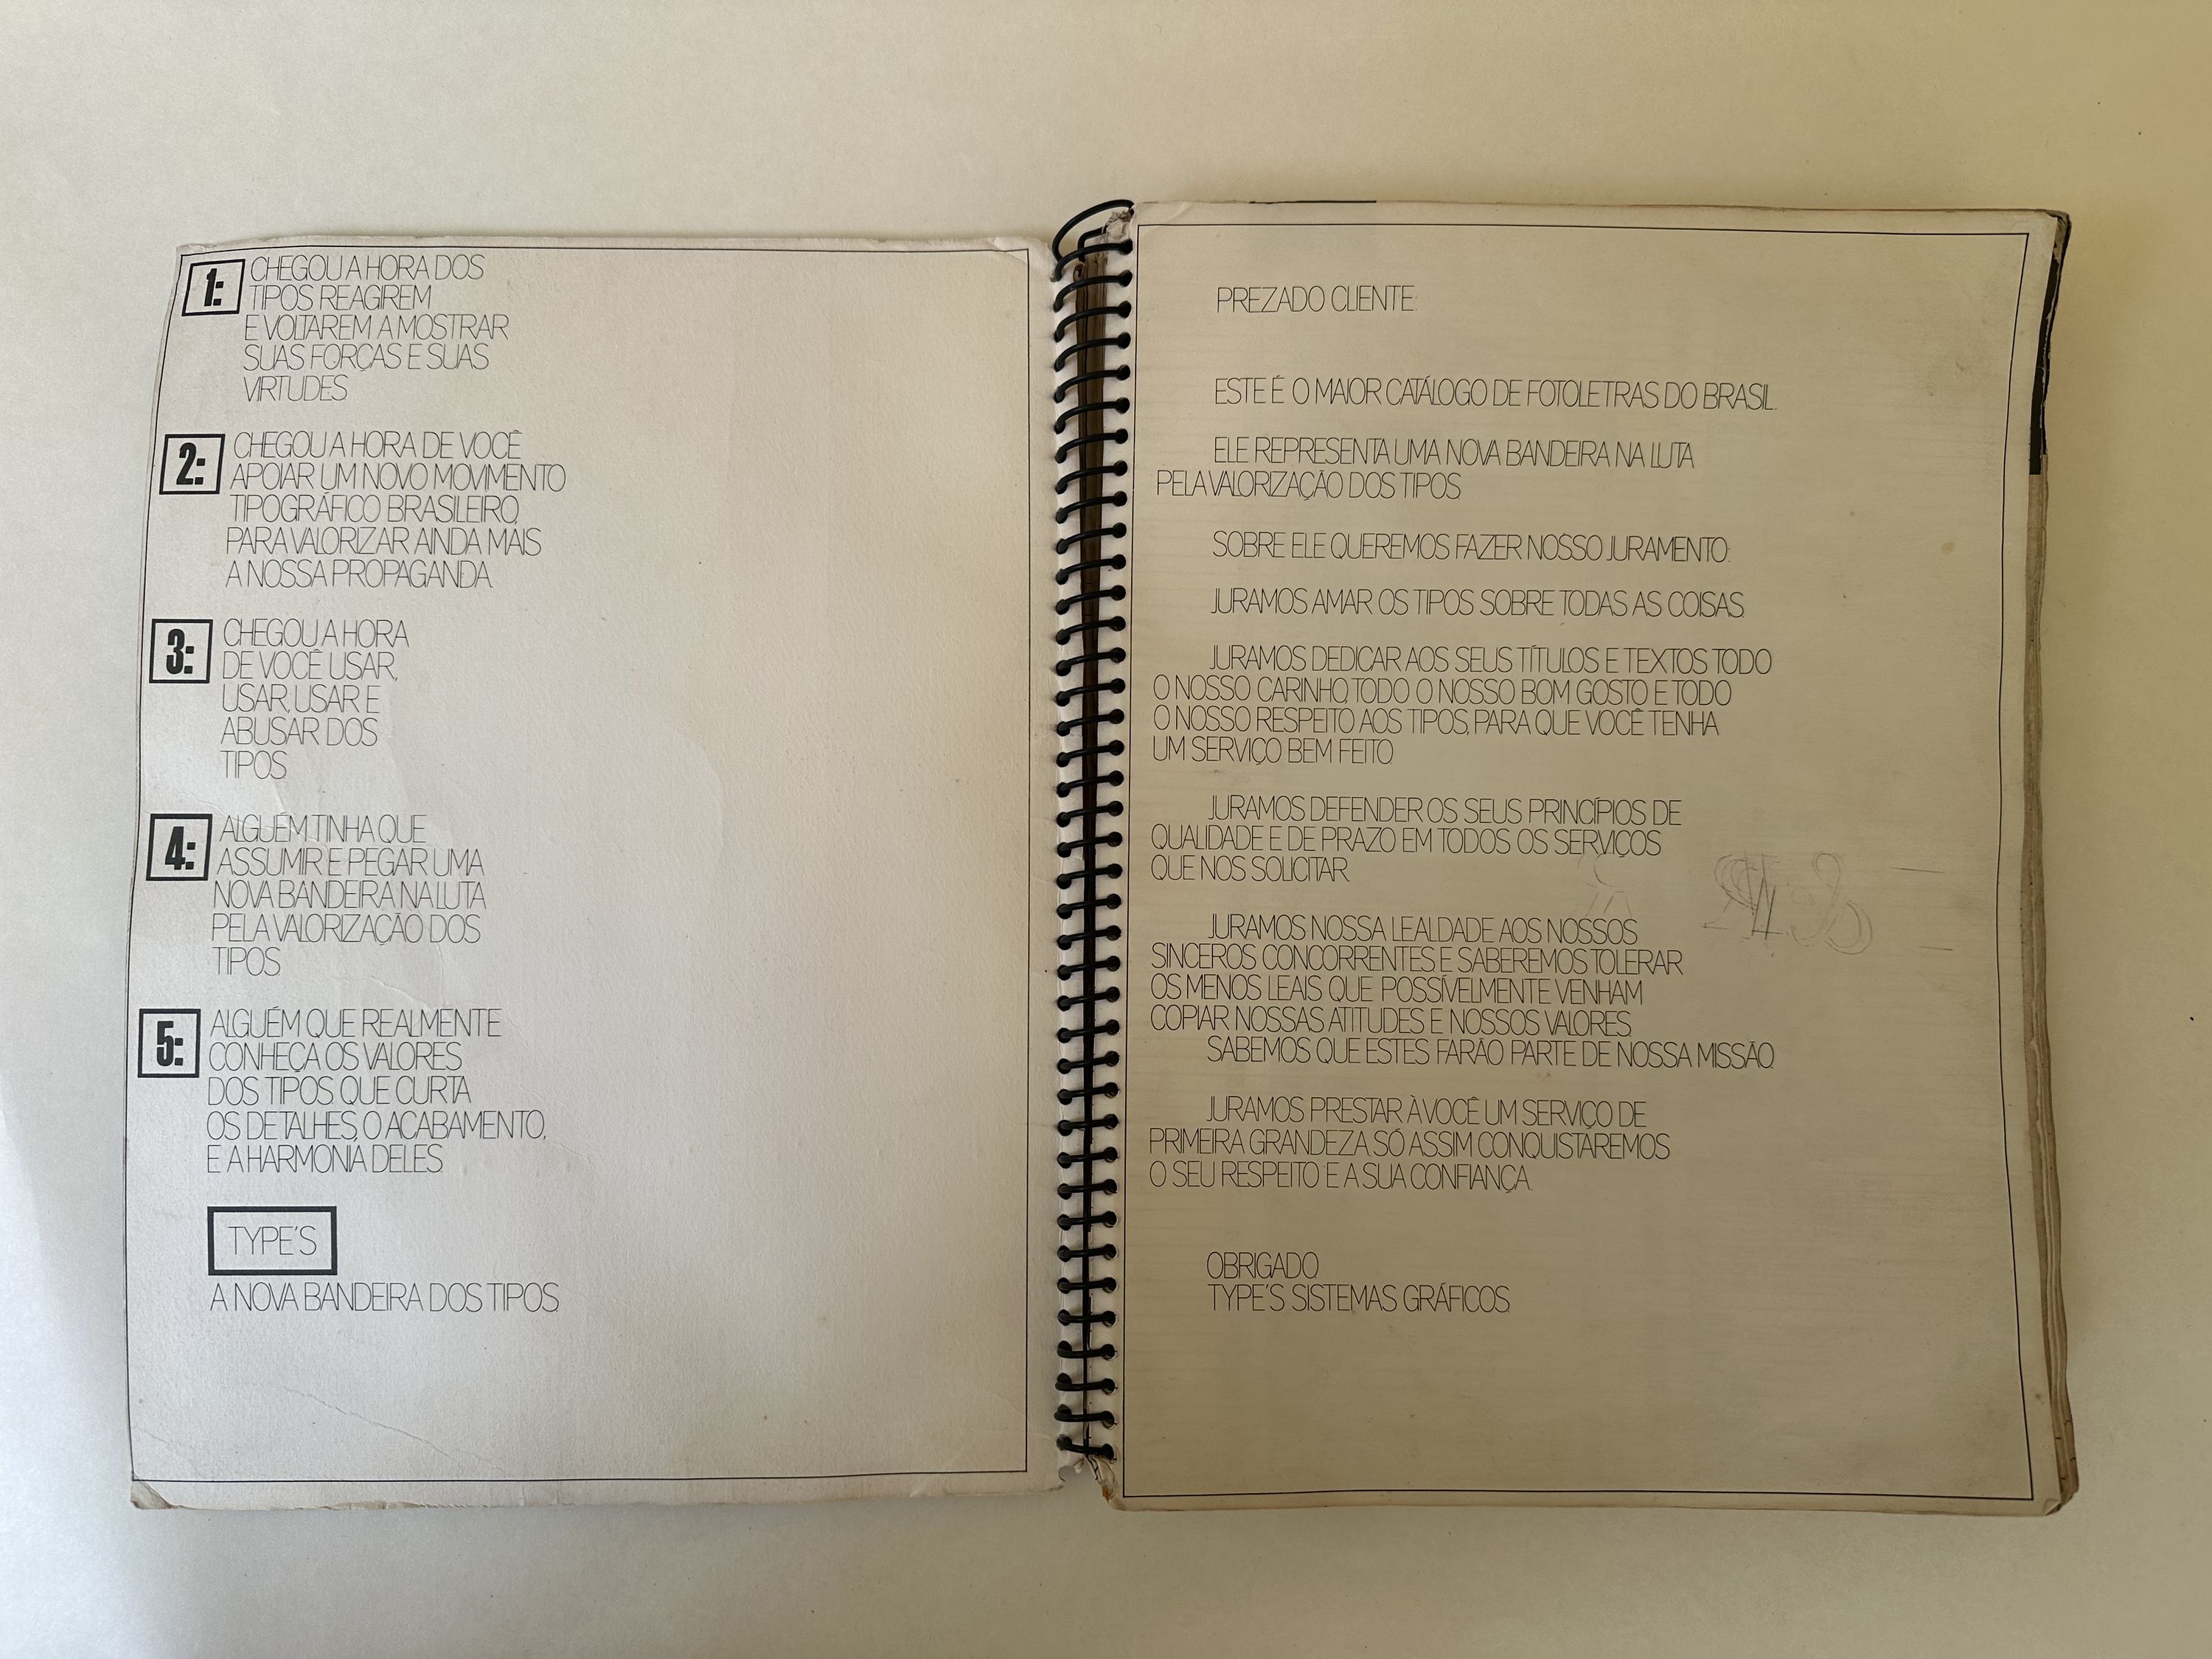 1:
CHEGOU A HORA DOS
TIPOS REAGIREM
E VOLTAREM A MOSTRAR
SUAS FORÇAS E SUAS
VIRTUDES
2:
CHEGOU A HORA DE VOCÊ
APOIAR UM NOVO MOVIMENTO
TIPOGRÁFICO BRASILEIRO,
PARA VALORIZAR AINDA MAIS
A NOSSA PROPAGANDA.
3:
CHEGOU A HORA
DE VOCÊ USAR,
USAR, USAR E
ABUSAR DOS
TIPOS.
4:
ALGUÉM TINHA QUE
ASSUMIR E PEGAR UMA
NOVA BANDEIRA NA LUTA
PELA VALORIZAÇÃO DOS
TIPOS
5:
ALGUÉM QUE REALMENTE
CONHEÇA OS VALORES
DOS TIPOS, QUE CURTA
OS DETALHES, O ACABAMENTO,
E A HARMONIA DELES.
TYPE'S
A NOVA BANDEIRA DOS TIPOS.
PREZADO CLIENTE:
ESTE É O MAIOR CATÁLOGO DE FOTOLETRAS DO BRASIL.
ELE REPRESENTA UMA NOVA BANDEIRA NA LUTA
PELA VALORIZAÇÃO DOS TIPOS.
SOBRE ELE QUEREMOS FAZER NOSSO JURAMENTO:
JURAMOS AMAR OS TIPOS SOBRE TODAS AS COISAS.
JURAMOS DEDICAR AOS SEUS TÍTULOS E TEXTOS TODO
O NOSSO CARINHO, TODO O NOSSO BOM GOSTO E TODO
O NOSSO RESPEITO AOS TIPOS, PARA QUE VOCÊ TENHA
UM SERVIÇO BEM FEITO.
JURAMOS DEFENDER OS SEUS PRINCÍPIOS DE
QUALIDADE E DE PRAZO EM TODOS OS SERVIÇOS
QUE NOS SOLICITAR.
JURAMOS NOSSA LEALDADE AOS NOSSOS
SINCEROS CONCORRENTES, E SABEREMOS TOLERAR
OS MENOS LEAIS QUE POSSÍVELMENTE VENHAM
COPIAR NOSSAS ATITUDES E NOSSOS VALORES.
SABEMOS QUE ESTES FARÃO PARTE DE NOSSA MISSÃO.
JURAMOS PRESTAR À VOCÊ UM SERVIÇO DE
PRIMEIRA GRANDEZA. SÓ ASSIM CONQUISTAREMOS
O SEU RESPEITO E A SUA CONFIANÇA.
OBRIGADO.
TYPE'S SISTEMAS GRÁFICOS.